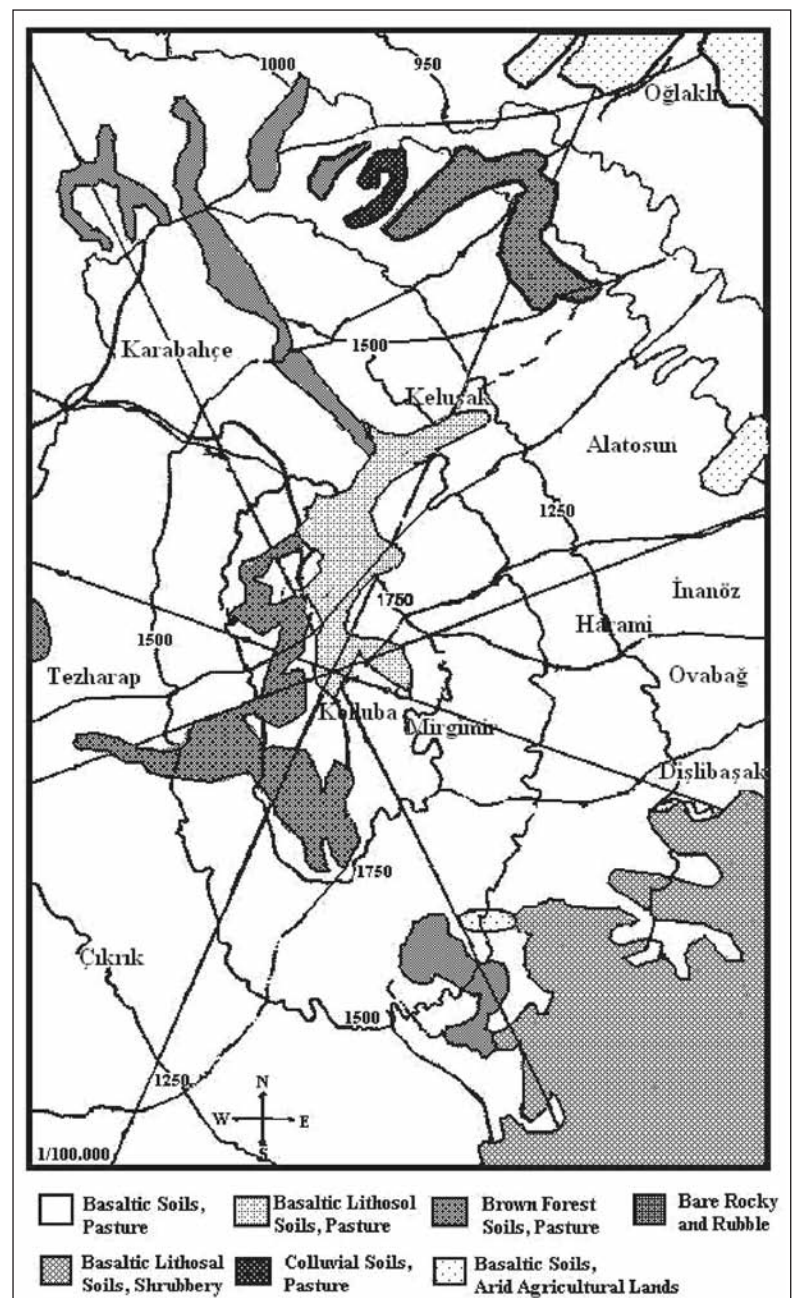 1000
950
Oğlaklı
Karabahçe
1500
Keluşak
Alatosun
1250
1750
İnanöz
Harami
1500
Tezharap
Ovabağ
Kolluba
Mirgimir
Dişlibaşak
1750
Çıkrık
1500
1250
N
W E
S
1/100.000
Basaltic Soils,
Pasture
Basaltic Lithosol
Soils, Pasture
Brown Forest
Soils, Pasture
Bare Rocky
and Rubble
Basaltic Lithosal
Soils, Shrubbery
Colluvial Soils,
Pasture
Basaltic Soils,
Arid Agricultural Lands